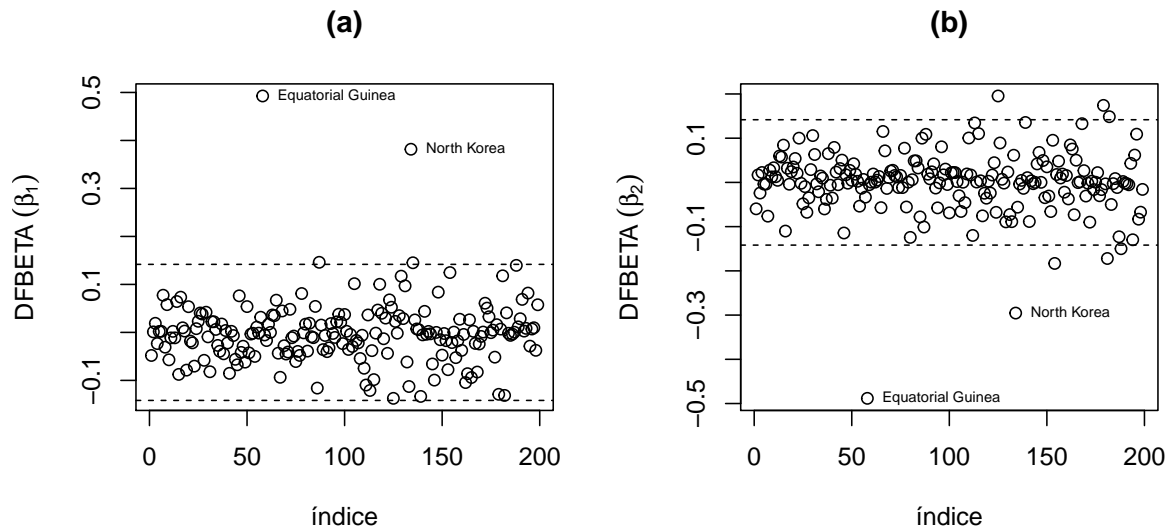 (a)
DFBETA (β₁)
0.5
0.3
0.1
−0.1
Equatorial Guinea
North Korea
0 50 100 150 200
índice
(b)
DFBETA (β₂)
0.1
−0.1
−0.3
−0.5
North Korea
Equatorial Guinea
0 50 100 150 200
índice